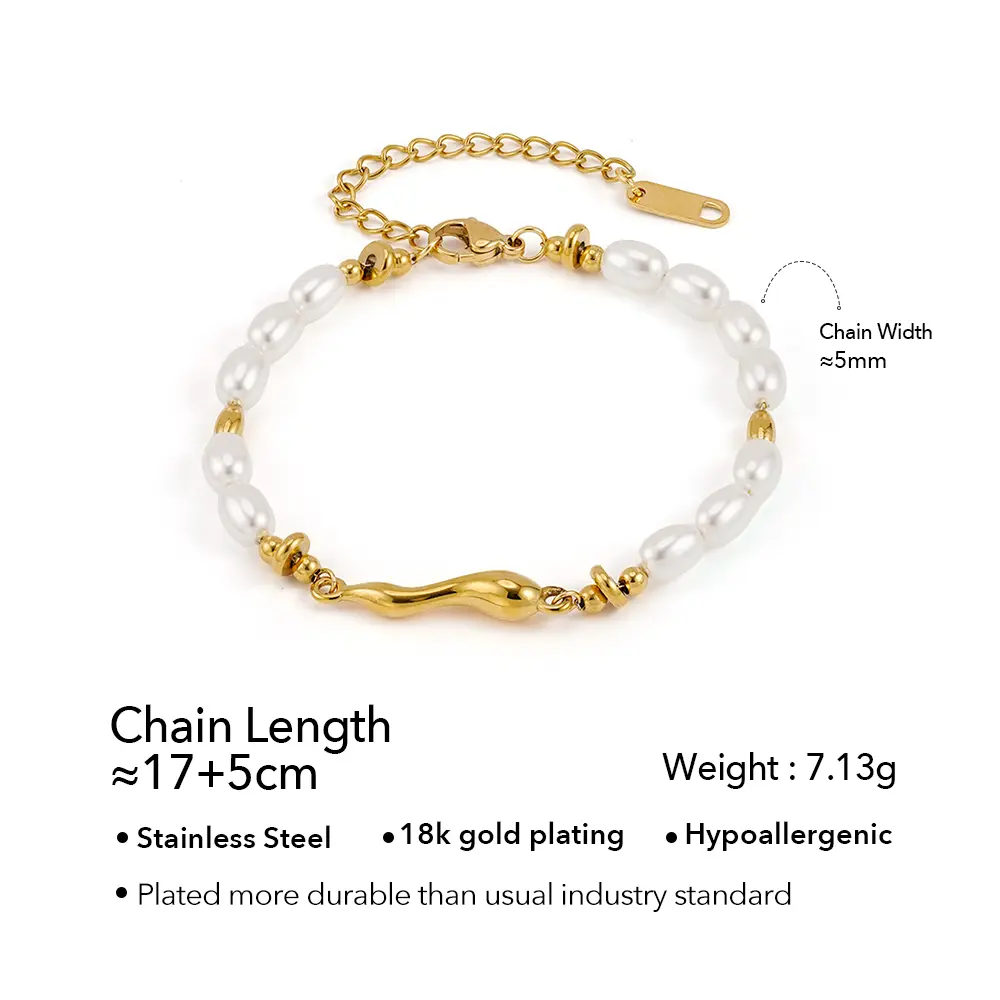 Chain Width
≈5mm
Chain Length
≈17+5cm
Weight : 7.13g
• Stainless Steel
• 18k gold plating
• Hypoallergenic
• Plated more durable than usual industry standard